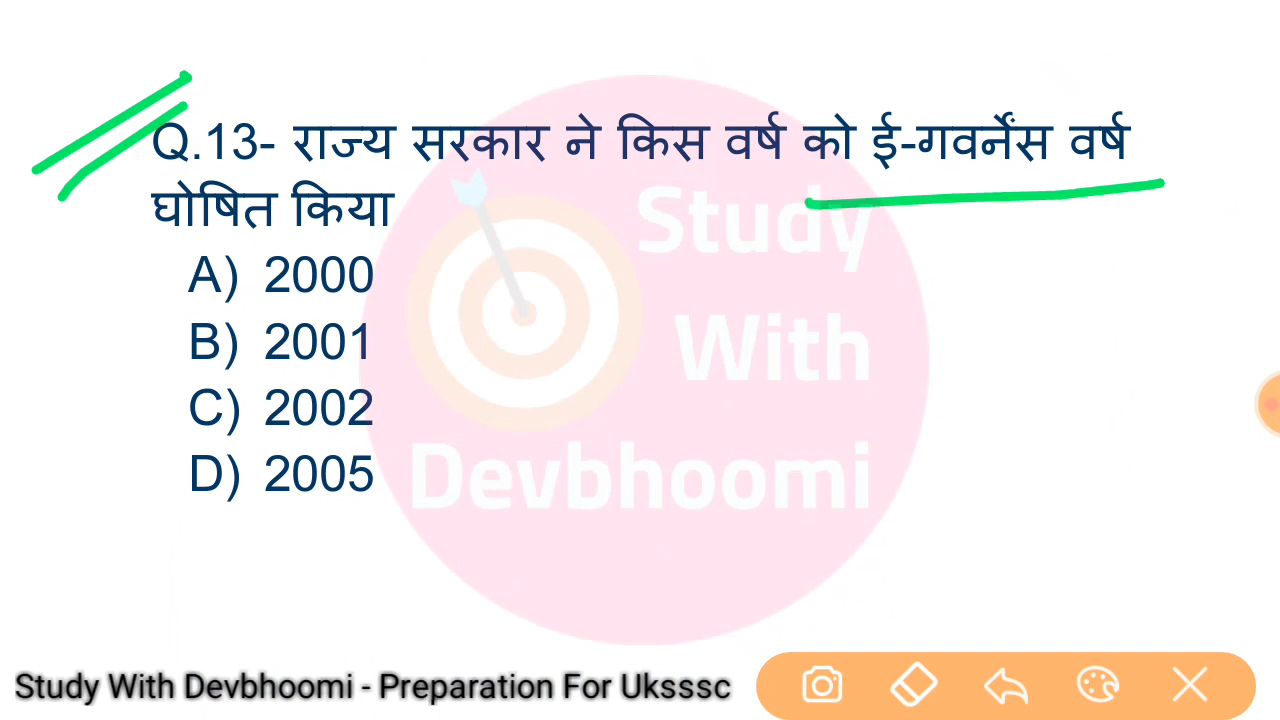 Q.13- राज्य सरकार ने किस वर्ष को ई-गवर्नेंस वर्ष
घोषित किया
A) 2000
B) 2001
C) 2002
D) 2005
Study
With
Devbhoomi
Study With Devbhoomi - Preparation For Uksssc